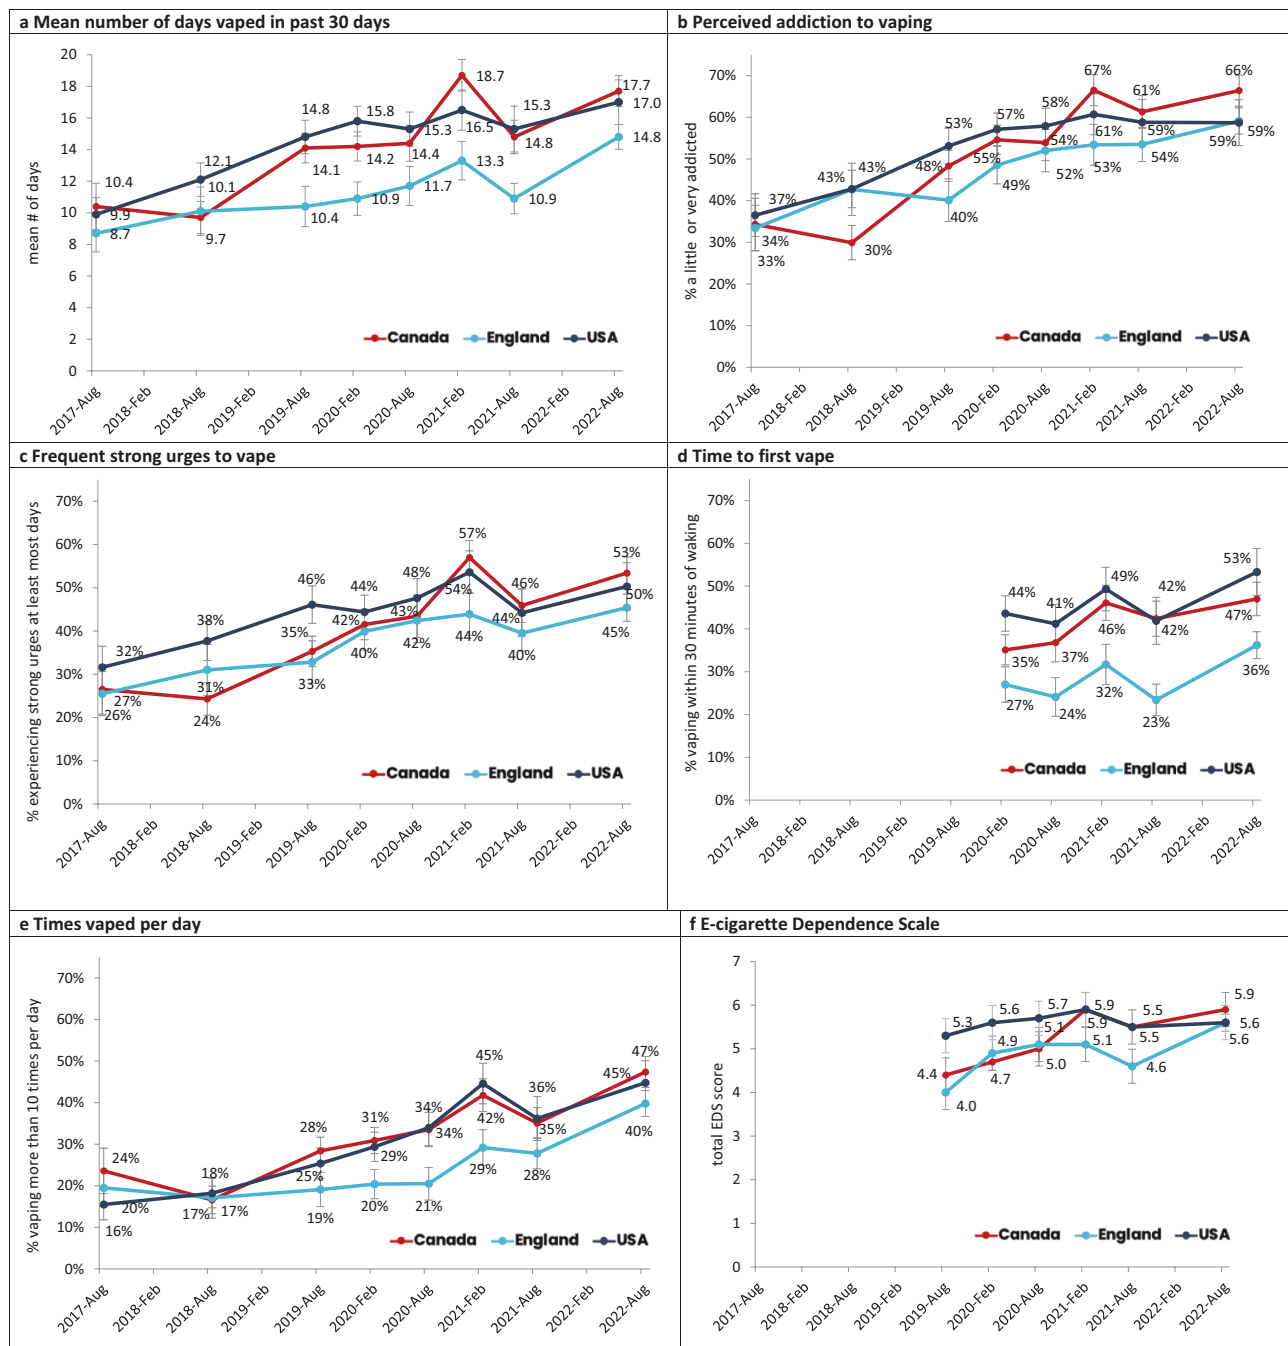 a Mean number of days vaped in past 30 days
mean # of days
20
18
16
14
12
10
8
6
4
2
0
10.4
9.9
8.7
12.1
10.1
9.7
14.8
14.1
10.4
15.8
14.2
10.9
15.3
14.4
11.7
18.7
16.5
13.3
15.3
14.8
10.9
17.7
17.0
14.8
Canada England USA
2017-Aug
2018-Feb
2018-Aug
2019-Feb
2019-Aug
2020-Feb
2020-Aug
2021-Feb
2021-Aug
2022-Feb
2022-Aug
b Perceived addiction to vaping
% a little or very addicted
70%
60%
50%
40%
30%
20%
10%
0%
37%
34%
33%
43%
43%
30%
53%
48%
40%
57%
55%
49%
58%
54%
52%
67%
61%
53%
61%
59%
54%
66%
59%
59%
Canada England USA
2017-Aug
2018-Feb
2018-Aug
2019-Feb
2019-Aug
2020-Feb
2020-Aug
2021-Feb
2021-Aug
2022-Feb
2022-Aug
c Frequent strong urges to vape
% experiencing strong urges at least most days
70%
60%
50%
40%
30%
20%
10%
0%
32%
27%
26%
38%
31%
24%
46%
35%
33%
44%
42%
40%
48%
43%
42%
57%
54%
44%
46%
44%
40%
53%
50%
45%
Canada England USA
2017-Aug
2018-Feb
2018-Aug
2019-Feb
2019-Aug
2020-Feb
2020-Aug
2021-Feb
2021-Aug
2022-Feb
2022-Aug
d Time to first vape
% vaping within 30 minutes of waking
70%
60%
50%
40%
30%
20%
10%
0%
44%
35%
27%
41%
37%
24%
49%
46%
32%
42%
42%
23%
53%
47%
36%
Canada England USA
2017-Aug
2018-Feb
2018-Aug
2019-Feb
2019-Aug
2020-Feb
2020-Aug
2021-Feb
2021-Aug
2022-Feb
2022-Aug
e Times vaped per day
% vaping more than 10 times per day
70%
60%
50%
40%
30%
20%
10%
0%
24%
20%
16%
18%
17%
17%
28%
25%
19%
31%
29%
20%
34%
34%
21%
45%
42%
29%
36%
35%
28%
47%
45%
40%
Canada England USA
2017-Aug
2018-Feb
2018-Aug
2019-Feb
2019-Aug
2020-Feb
2020-Aug
2021-Feb
2021-Aug
2022-Feb
2022-Aug
f E-cigarette Dependence Scale
total EDS score
7
6
5
4
3
2
1
0
5.3
4.4
4.0
5.6
4.9
4.7
5.7
5.1
5.0
5.9
5.9
5.1
5.5
5.5
4.6
5.9
5.6
5.6
Canada England USA
2017-Aug
2018-Feb
2018-Aug
2019-Feb
2019-Aug
2020-Feb
2020-Aug
2021-Feb
2021-Aug
2022-Feb
2022-Aug